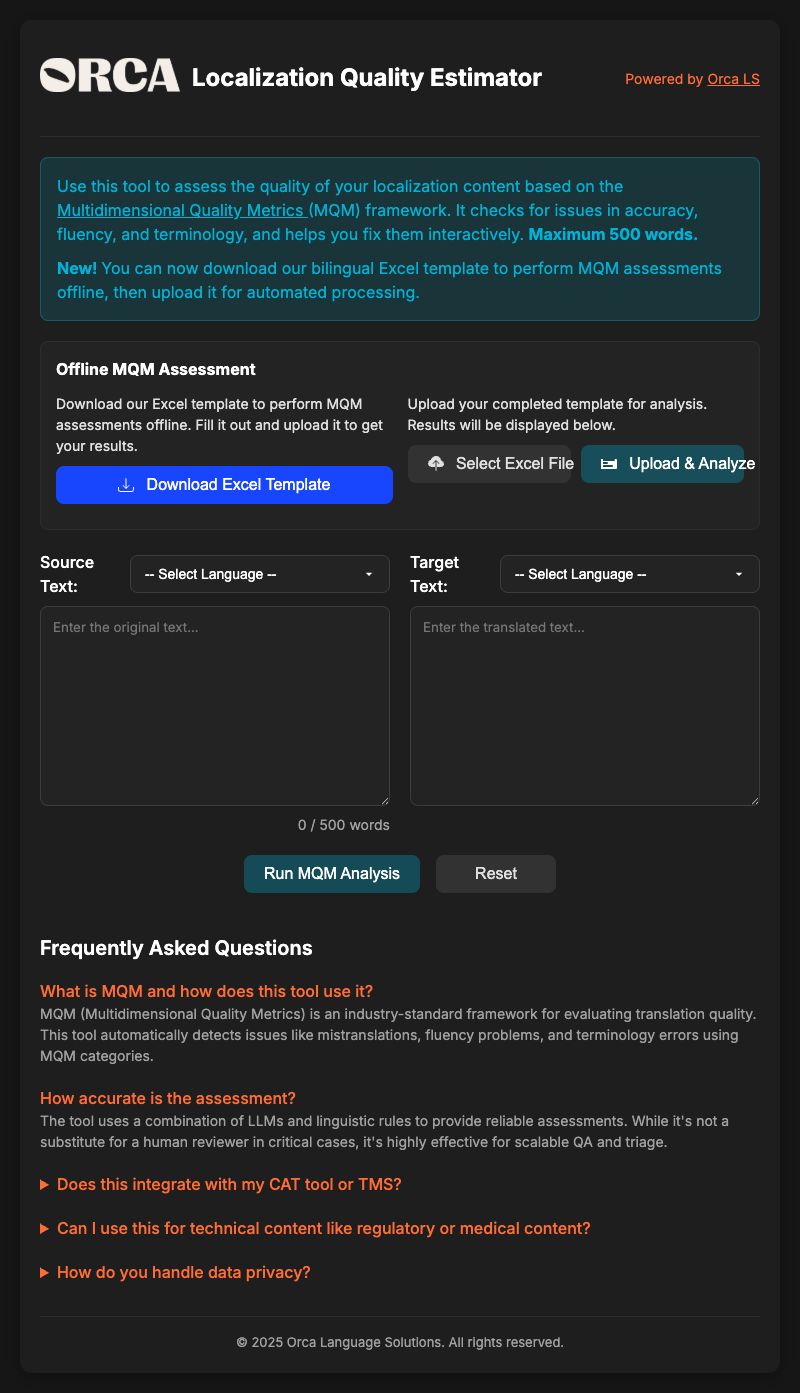 ORCA Localization Quality Estimator
Powered by Orca LS
Use this tool to assess the quality of your localization content based on the
Multidimensional Quality Metrics (MQM) framework. It checks for issues in accuracy,
fluency, and terminology, and helps you fix them interactively. Maximum 500 words.
New! You can now download our bilingual Excel template to perform MQM assessments
offline, then upload it for automated processing.
Offline MQM Assessment
Download our Excel template to perform MQM
assessments offline. Fill it out and upload it to get
your results.
Download Excel Template
Upload your completed template for analysis.
Results will be displayed below.
Select Excel File
Upload & Analyze
Source
Text:
-- Select Language --
Enter the original text...
0 / 500 words
Target
Text:
-- Select Language --
Enter the translated text...
Run MQM Analysis
Reset
Frequently Asked Questions
What is MQM and how does this tool use it?
MQM (Multidimensional Quality Metrics) is an industry-standard framework for evaluating translation quality.
This tool automatically detects issues like mistranslations, fluency problems, and terminology errors using
MQM categories.
How accurate is the assessment?
The tool uses a combination of LLMs and linguistic rules to provide reliable assessments. While it's not a
substitute for a human reviewer in critical cases, it's highly effective for scalable QA and triage.
Does this integrate with my CAT tool or TMS?
Can I use this for technical content like regulatory or medical content?
How do you handle data privacy?
© 2025 Orca Language Solutions. All rights reserved.